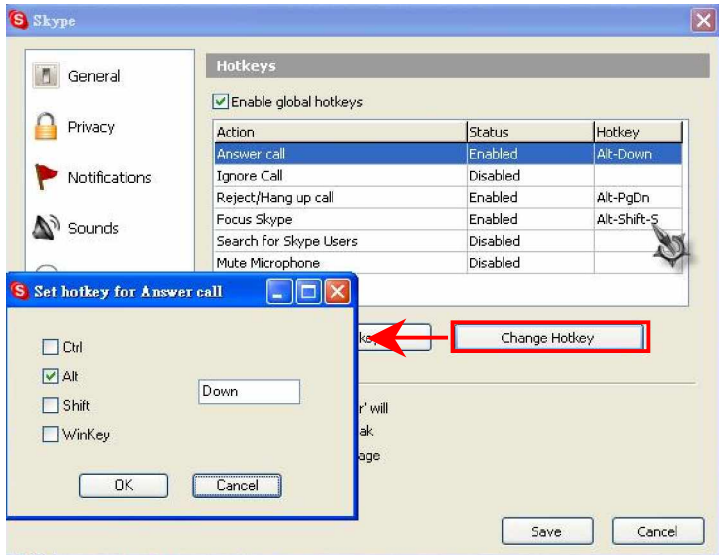 Skype
General
Privacy
Notifications
Sounds
Hotkeys
Enable global hotkeys
Action Status Hotkey
Answer call Enabled Alt-Down
Ignore Call Disabled
Reject/Hang up call Enabled Alt-PgDn
Focus Skype Enabled Alt-Shift-S
Search for Skype Users Disabled
Mute Microphone Disabled
Change Hotkey
r' will
ak
age
Set hotkey for Answer call
Ctrl
Alt
Shift
WinKey
Down
OK Cancel
Save Cancel